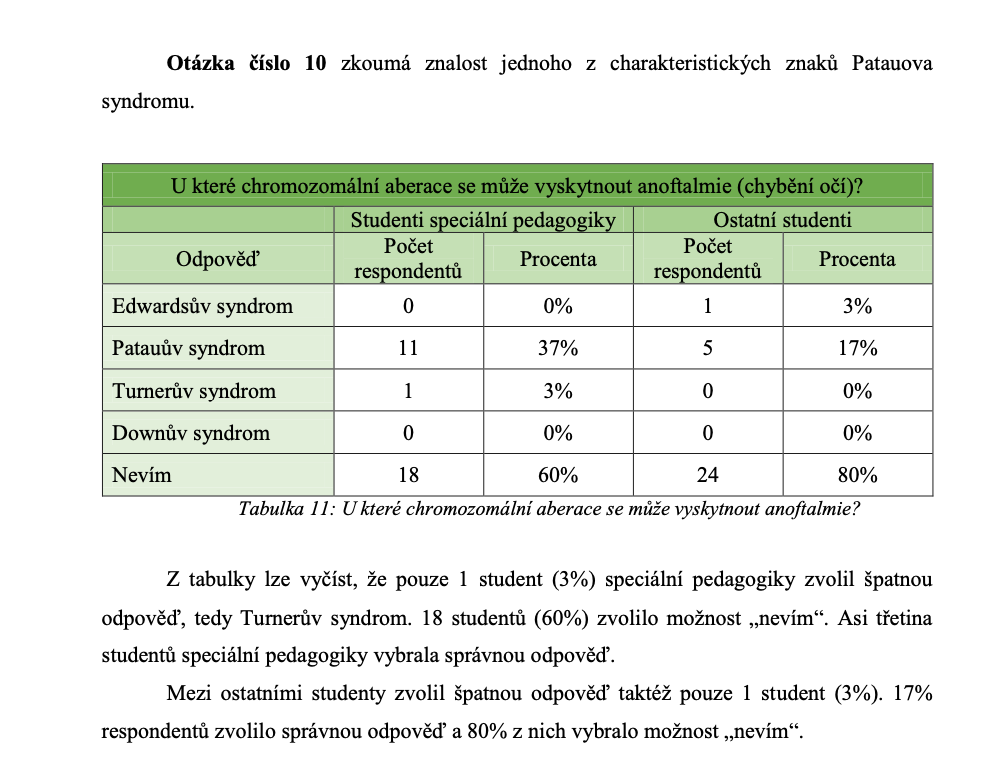 Otázka číslo 10 zkoumá znalost jednoho z charakteristických znaků Patauova
syndromu.
U které chromozomální aberace se může vyskytnout anoftalmie (chybění očí)?
Studenti speciální pedagogiky Ostatní studenti
Odpověď Počet respondentů Procenta Počet respondentů Procenta
Edwardsův syndrom 0 0% 1 3%
Patauův syndrom 11 37% 5 17%
Turnerův syndrom 1 3% 0 0%
Downův syndrom 0 0% 0 0%
Nevím 18 60% 24 80%
Tabulka 11: U které chromozomální aberace se může vyskytnout anoftalmie?
Z tabulky lze vyčíst, že pouze 1 student (3%) speciální pedagogiky zvolil špatnou
odpověď, tedy Turnerův syndrom. 18 studentů (60%) zvolilo možnost „nevím“. Asi třetina
studentů speciální pedagogiky vybrala správnou odpověď.
Mezi ostatními studenty zvolil špatnou odpověď taktéž pouze 1 student (3%). 17%
respondentů zvolilo správnou odpověď a 80% z nich vybralo možnost „nevím“.